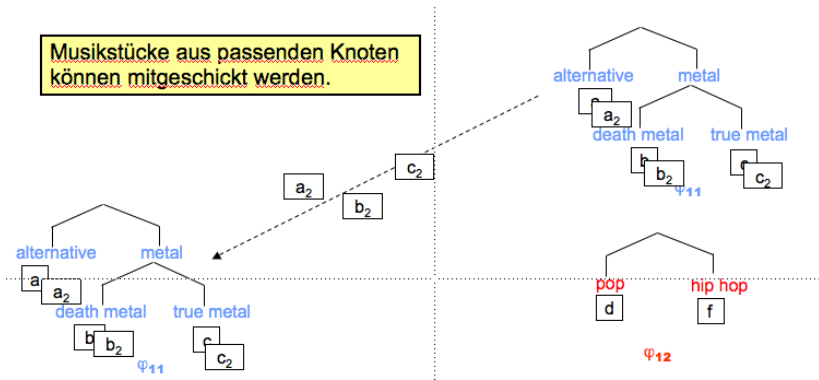 Musikstücke aus passenden Knoten
können mitgeschickt werden.
alternative metal
a
a₂
death metal true metal
b
b₂
c
c₂
φ₁₁
a₂
b₂
c₂
alternative metal
a
a₂
death metal true metal
b
b₂
c
c₂
φ₁₁
pop hip hop
d f
φ₁₂